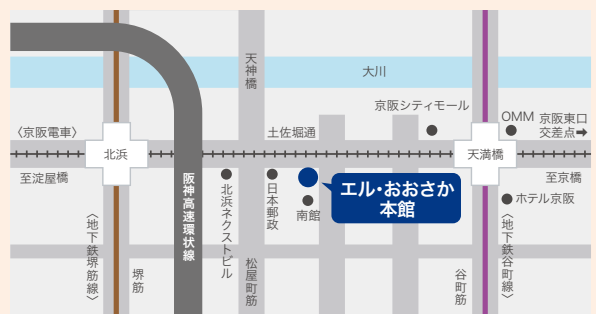 天神橋
大川
京阪シティモール
OMM
京阪東口
交差点➡
〈京阪電車〉
土佐堀通
北浜
天満橋
至淀屋橋
至京橋
阪神高速環状線
北浜ネクストビル
日本郵政
南館
エル・おおさか
本館
ホテル京阪
〈地下鉄堺筋線〉
堺筋
松屋町筋
谷町筋
〈地下鉄谷町線〉